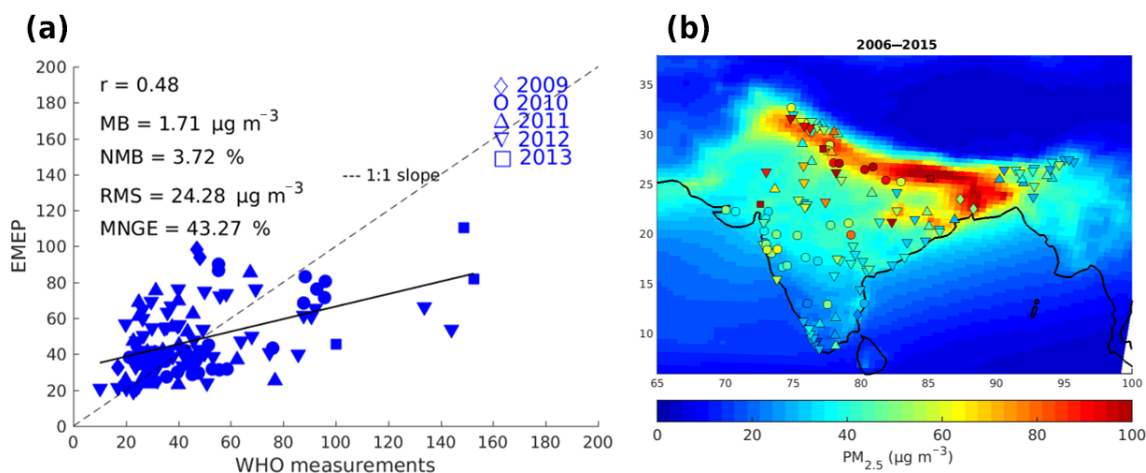 (a)
200
180
160
140
120
100
80
60
40
20
0
EMEP
r = 0.48
MB = 1.71 µg m⁻³
NMB = 3.72 %
RMS = 24.28 µg m⁻³
MNGE = 43.27 %
2009
2010
2011
2012
2013
--- 1:1 slope
0 20 40 60 80 100 120 140 160 180 200
WHO measurements
(b)
2006—2015
30
25
20
15
10
65 70 75 80 85 90 95 100
0 20 40 60 80 100
PM₂.₅ (µg m⁻³)